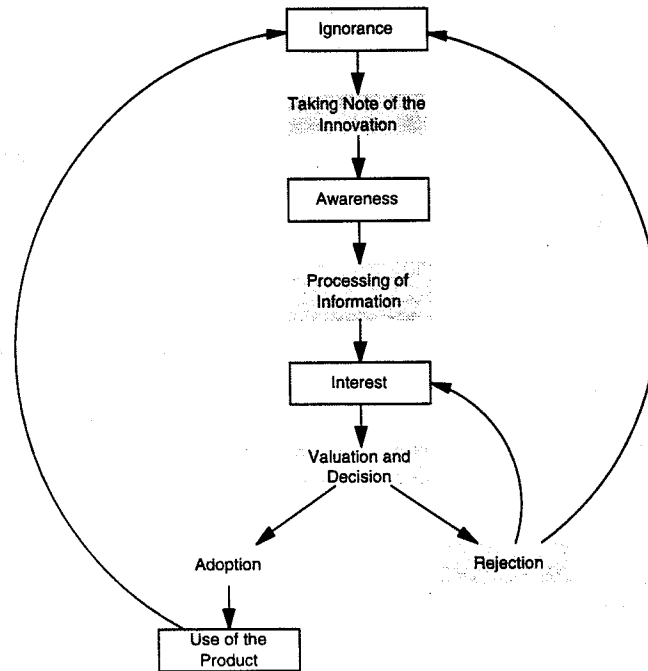 Ignorance
Taking Note of the
Innovation
Awareness
Processing of
Information
Interest
Valuation and
Decision
Adoption
Rejection
Use of the
Product